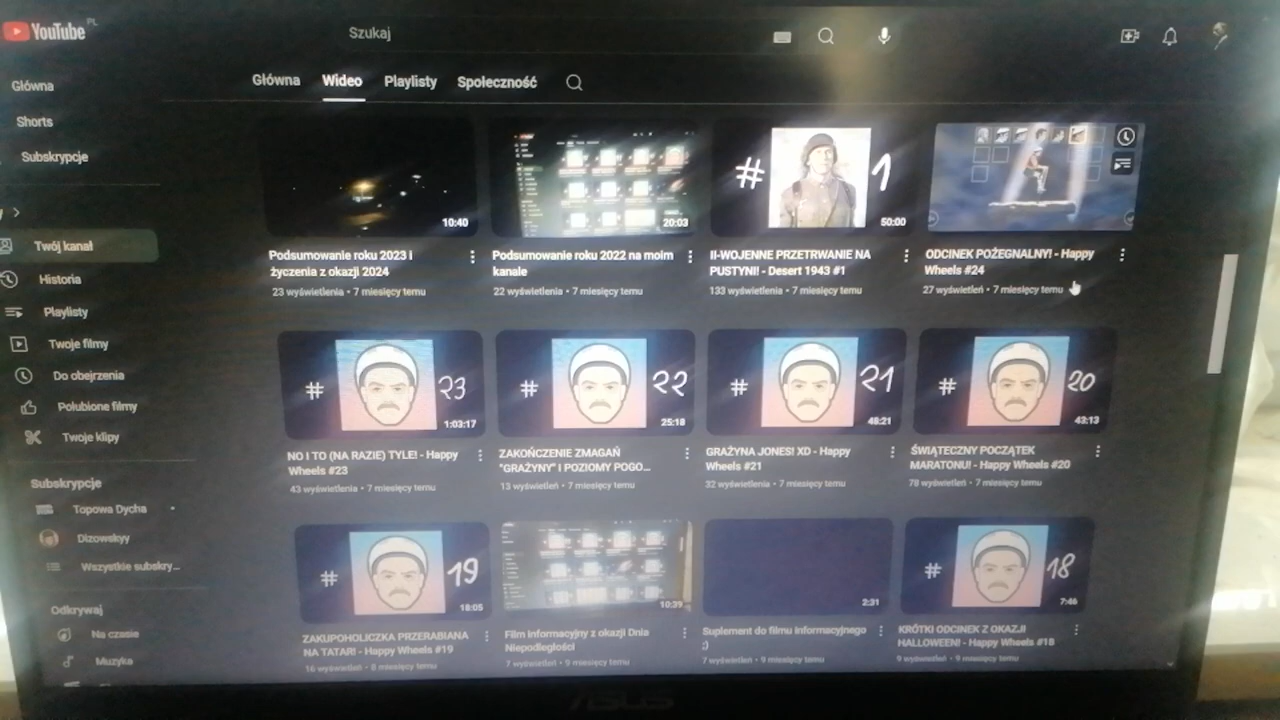 YouTube PL
Szukaj
Główna
Wideo
Playlisty
Społeczność
Główna
Shorts
Subskrypcje
Twój kanał
Historia
Playlisty
Twoje filmy
Do obejrzenia
Polubione filmy
Twoje klipy
Subskrypcje
Topowa Dycha
Dizowskyy
Wszystkie subskry...
Odkrywaj
Na czasie
Muzyka
10:40
Podsumowanie roku 2023 i
życzenia z okazji 2024
23 wyświetlenia • 7 miesięcy temu
20:03
Podsumowanie roku 2022 na moim
kanale
22 wyświetlenia • 7 miesięcy temu
# 1
50:00
II-WOJENNE PRZETRWANIE NA
PUSTYNI! - Desert 1943 #1
133 wyświetlenia • 7 miesięcy temu
ODCINEK POŻEGNALNY! - Happy
Wheels #24
27 wyświetleń • 7 miesięcy temu
# 23
1:03:17
NO I TO (NA RAZIE) TYLE! - Happy
Wheels #23
43 wyświetlenia • 7 miesięcy temu
# 22
25:18
ZAKOŃCZENIE ZMAGAŃ
"GRAŻYNY" I POZIOMY POGO...
13 wyświetleń • 7 miesięcy temu
# 21
48:21
GRAŻYNA JONES! XD - Happy
Wheels #21
32 wyświetlenia • 7 miesięcy temu
# 20
43:13
ŚWIĄTECZNY POCZĄTEK
MARATONU! - Happy Wheels #20
78 wyświetleń • 7 miesięcy temu
# 19
18:05
ZAKUPOHOLICZKA PRZERABIANA
NA TATAR! - Happy Wheels #19
16 wyświetleń • 8 miesięcy temu
10:39
Film informacyjny z okazji Dnia
Niepodległości
7 wyświetleń • 9 miesięcy temu
2:31
Suplement do filmu informacyjnego
;)
7 wyświetleń • 9 miesięcy temu
# 18
7:46
KRÓTKI ODCINEK Z OKAZJI
HALLOWEEN! - Happy Wheels #18
9 wyświetleń • 9 miesięcy temu
ASUS